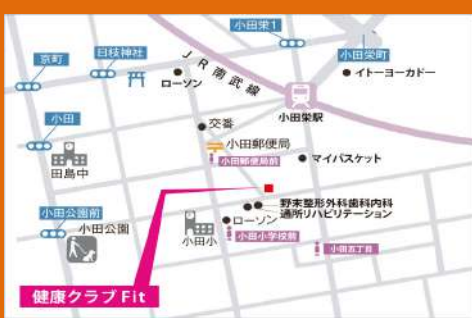 小田栄1
京町
日枝神社
JR南武線
小田栄町
ローソン
イトーヨーカドー
小田栄駅
小田
交番
小田郵便局
小田郵便局前
マイバスケット
田島中
野末整形外科歯科内科
通所リハビリテーション
小田公園前
小田公園
小田小
ローソン
小田小学校前
小田五丁目
健康クラブ Fit